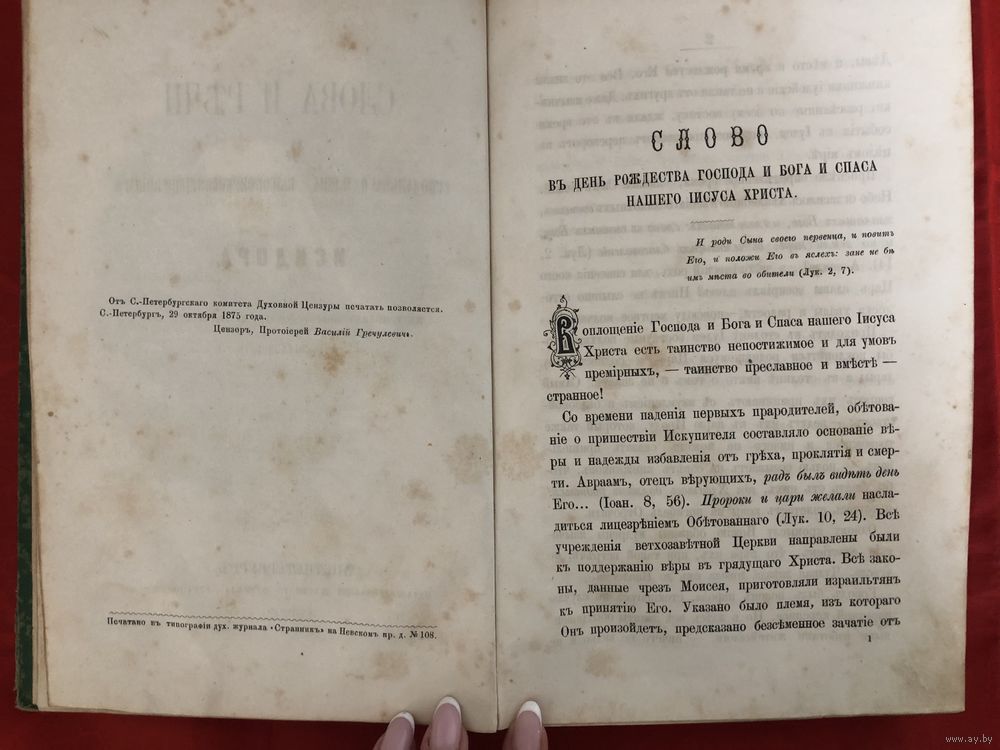 Отъ С.-Петербургскаго комитета Духовной Цензуры печатать позволяется.
С.-Петербургъ, 29 октября 1875 года.
Цензоръ, Протоіерей Василій Гречулевичъ.
Печатано въ типографіи дух. журнала «Странникъ» на Невскомъ пр. д. № 108.
СЛОВО
ВЪ ДЕНЬ РОЖДЕСТВА ГОСПОДА И БОГА И СПАСА
НАШЕГО ІИСУСА ХРИСТА.
И роди Сына своего первенца, и повитъ
Его, и положи Его въ яслехъ: зане не бѣ
имъ мѣста во обители (Лук. 2, 7).
Воплощеніе Господа и Бога и Спаса нашего Іисуса
Христа есть таинство непостижимое и для умовъ
премірныхъ, — таинство преславное и вмѣстѣ —
странное!
Со времени паденія первыхъ прародителей, обѣтова-
ніе о пришествіи Искупителя составляло основаніе вѣ-
ры и надежды избавленія отъ грѣха, проклятія и смер-
ти. Авраамъ, отецъ вѣрующихъ, радъ былъ видѣть день
Его... (Іоан. 8, 56). Пророки и цари желали насла-
диться лицезрѣніемъ Обѣтованнаго (Лук. 10, 24). Всѣ
учрежденія ветхозавѣтной Церкви направлены были
къ поддержанію вѣры въ грядущаго Христа. Всѣ зако-
ны, данные чрезъ Моисея, приготовляли израильтянъ
къ принятію Его. Указано было племя, изъ котораго
Онъ произойдетъ, предсказано безсѣменное зачатіе отъ
1
www.ay.by